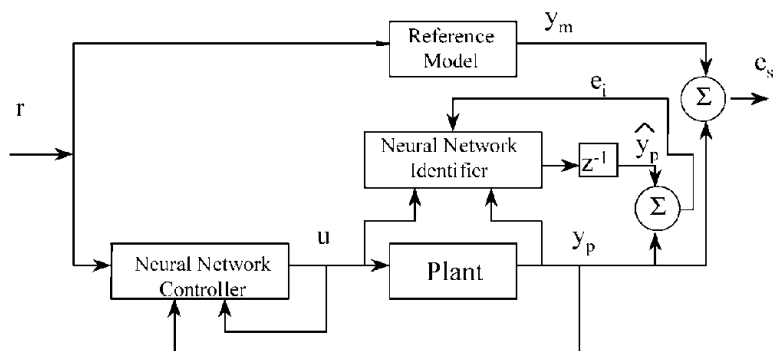 Reference
Model
y_m
e_s
Σ
r
e_i
Neural Network
Identifier
z⁻¹
ŷ_p
Σ
u
Neural Network
Controller
Plant
y_p